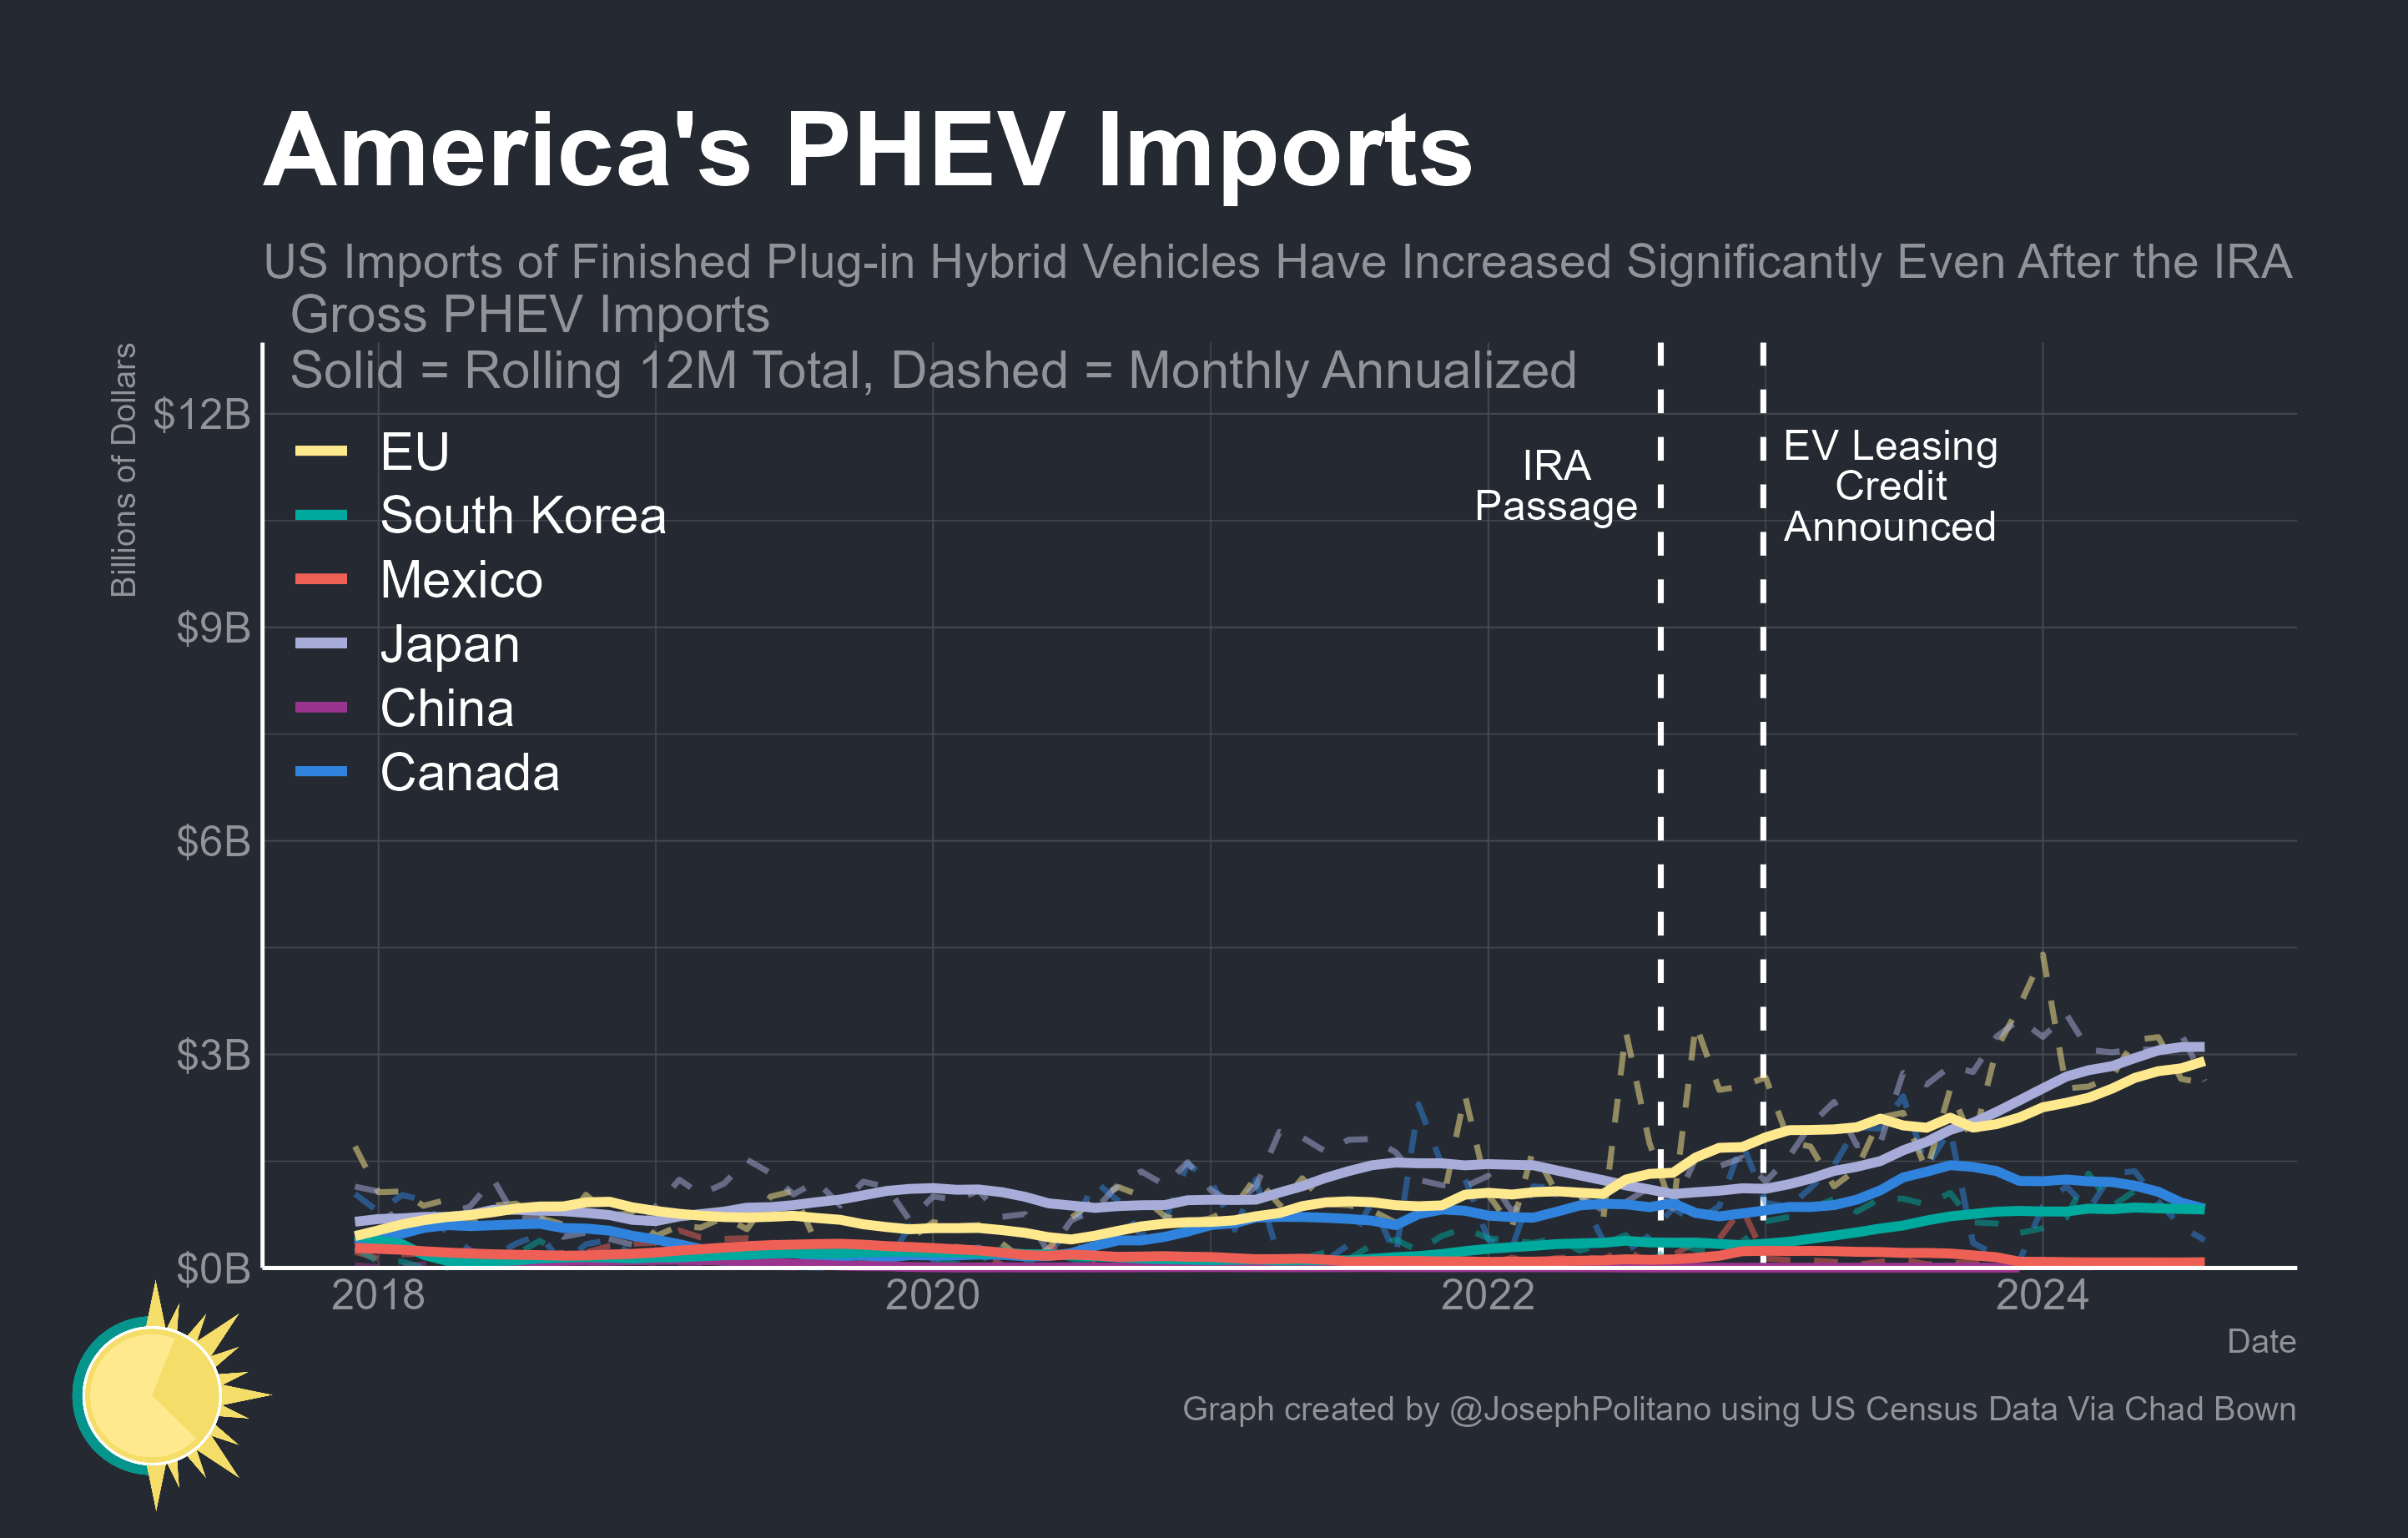 America's PHEV Imports
US Imports of Finished Plug-in Hybrid Vehicles Have Increased Significantly Even After the IRA
Gross PHEV Imports
Solid = Rolling 12M Total, Dashed = Monthly Annualized
Billions of Dollars
$12B
$9B
$6B
$3B
$0B
EU
South Korea
Mexico
Japan
China
Canada
IRA
Passage
EV Leasing
Credit
Announced
2018
2020
2022
2024
Date
Graph created by @JosephPolitano using US Census Data Via Chad Bown